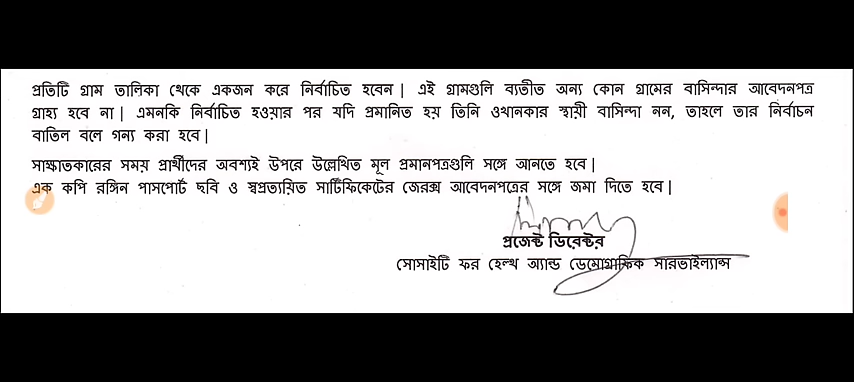 প্রতিটি গ্রাম তালিকা থেকে একজন করে নির্বাচিত হবেন | এই গ্রামগুলি ব্যতীত অন্য কোন গ্রামের বাসিন্দার আবেদনপত্র
গ্রাহ্য হবে না | এমনকি নির্বাচিত হওয়ার পর যদি প্রমানিত হয় তিনি ওখানকার স্থায়ী বাসিন্দা নন, তাহলে তার নির্বাচন
বাতিল বলে গন্য করা হবে |
সাক্ষাতকারের সময় প্রার্থীদের অবশ্যই উপরে উল্লেখিত মূল প্রমানপত্রগুলি সঙ্গে আনতে হবে |
এক কপি রঙ্গিন পাসপোর্ট ছবি ও স্বপ্রত্যয়িত সার্টিফিকেটের জেরক্স আবেদনপত্রের সঙ্গে জমা দিতে হবে |
প্রজেক্ট ডিরেক্টর
সোসাইটি ফর হেল্থ অ্যান্ড ডেমোগ্রাফিক সারভাইল্যান্স